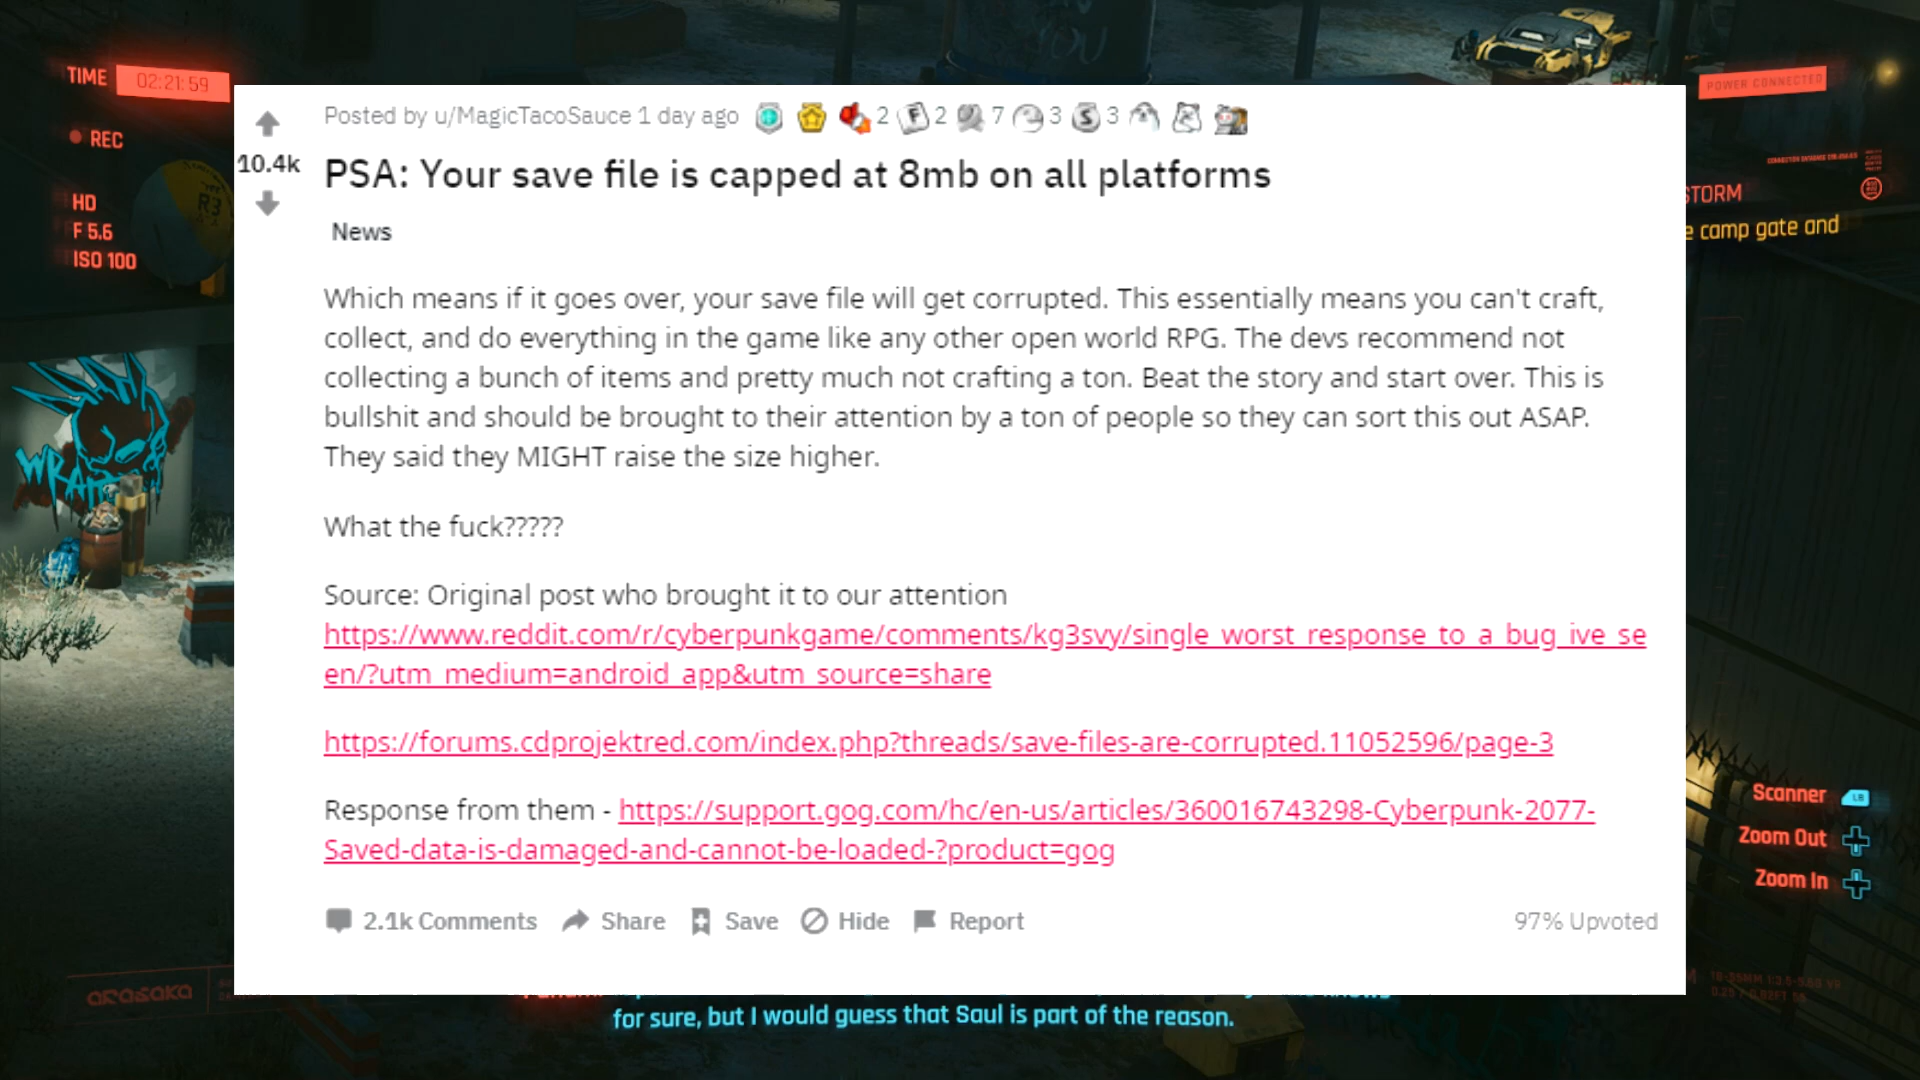 YOU
TIME 02:21:59
POWER CONNECTED
REC
HD
F 5.6
ISO 100
R3
STORM
e camp gate and
Posted by u/MagicTacoSauce 1 day ago 2 2 7 3 3
10.4k
PSA: Your save file is capped at 8mb on all platforms
News
Which means if it goes over, your save file will get corrupted. This essentially means you can't craft,
collect, and do everything in the game like any other open world RPG. The devs recommend not
collecting a bunch of items and pretty much not crafting a ton. Beat the story and start over. This is
bullshit and should be brought to their attention by a ton of people so they can sort this out ASAP.
They said they MIGHT raise the size higher.
What the fuck?????
Source: Original post who brought it to our attention
https://www.reddit.com/r/cyberpunkgame/comments/kg3svy/single_worst_response_to_a_bug_ive_se
en/?utm_medium=android_app&utm_source=share
https://forums.cdprojektred.com/index.php?threads/save-files-are-corrupted.11052596/page-3
Response from them - https://support.gog.com/hc/en-us/articles/360016743298-Cyberpunk-2077-
Saved-data-is-damaged-and-cannot-be-loaded-?product=gog
2.1k Comments Share Save Hide Report
97% Upvoted
Scanner LB
Zoom Out
Zoom In
arasaka
for sure, but I would guess that Saul is part of the reason.